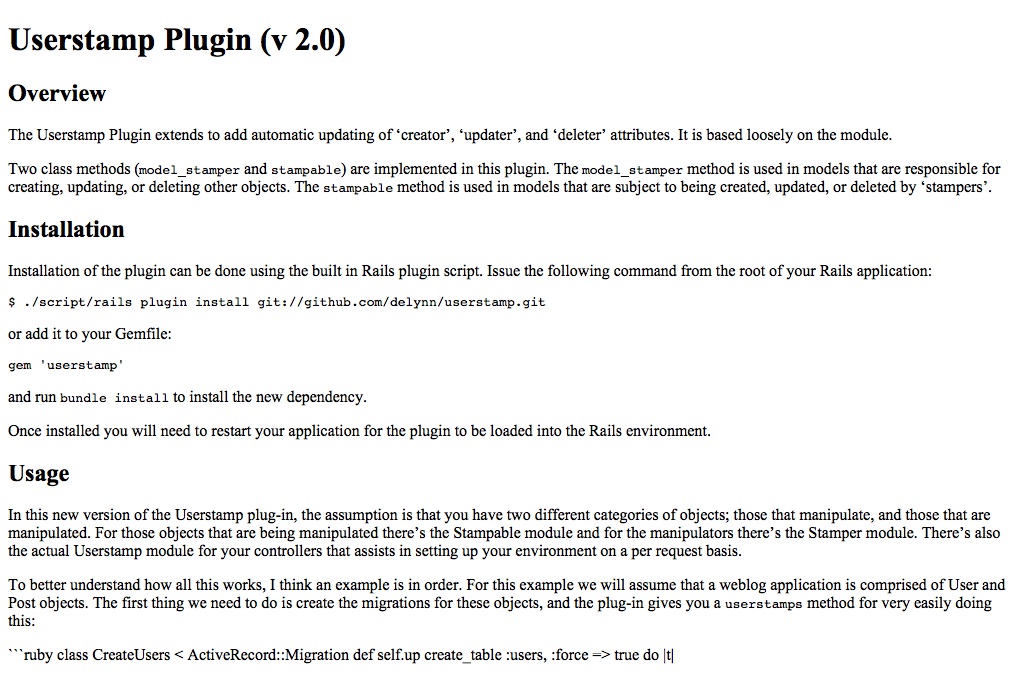 Userstamp Plugin (v 2.0)
Overview
The Userstamp Plugin extends to add automatic updating of ‘creator’, ‘updater’, and ‘deleter’ attributes. It is based loosely on the module.
Two class methods (model_stamper and stampable) are implemented in this plugin. The model_stamper method is used in models that are responsible for
creating, updating, or deleting other objects. The stampable method is used in models that are subject to being created, updated, or deleted by ‘stampers’.
Installation
Installation of the plugin can be done using the built in Rails plugin script. Issue the following command from the root of your Rails application:
$ ./script/rails plugin install git://github.com/delynn/userstamp.git
or add it to your Gemfile:
gem 'userstamp'
and run bundle install to install the new dependency.
Once installed you will need to restart your application for the plugin to be loaded into the Rails environment.
Usage
In this new version of the Userstamp plug-in, the assumption is that you have two different categories of objects; those that manipulate, and those that are
manipulated. For those objects that are being manipulated there’s the Stampable module and for the manipulators there’s the Stamper module. There’s also
the actual Userstamp module for your controllers that assists in setting up your environment on a per request basis.
To better understand how all this works, I think an example is in order. For this example we will assume that a weblog application is comprised of User and
Post objects. The first thing we need to do is create the migrations for these objects, and the plug-in gives you a userstamps method for very easily doing
this:
```ruby class CreateUsers < ActiveRecord::Migration def self.up create_table :users, :force => true do |t|